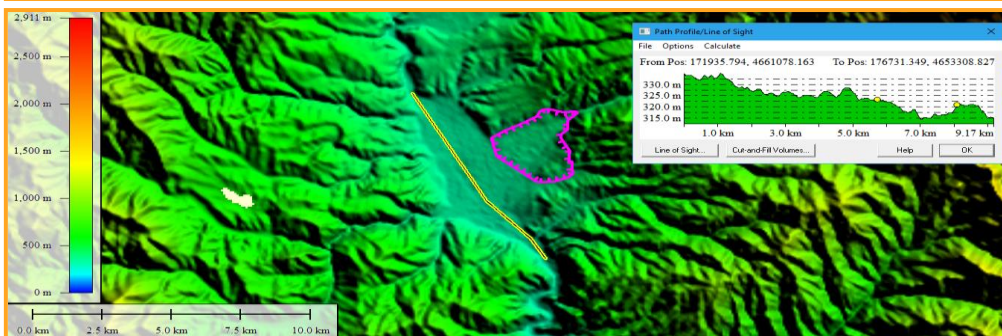 2,911 m
2,500 m
2,000 m
1,500 m
1,000 m
500 m
0 m
0.0 km 2.5 km 5.0 km 7.5 km 10.0 km
Path Profile/Line of Sight
File Options Calculate
From Pos: 171935.794, 4661078.163 To Pos: 176731.349, 4653308.827
330.0 m
325.0 m
320.0 m
315.0 m
1.0 km 3.0 km 5.0 km 7.0 km 9.17 km
Line of Sight... Cut-and-Fill Volumes... Help OK